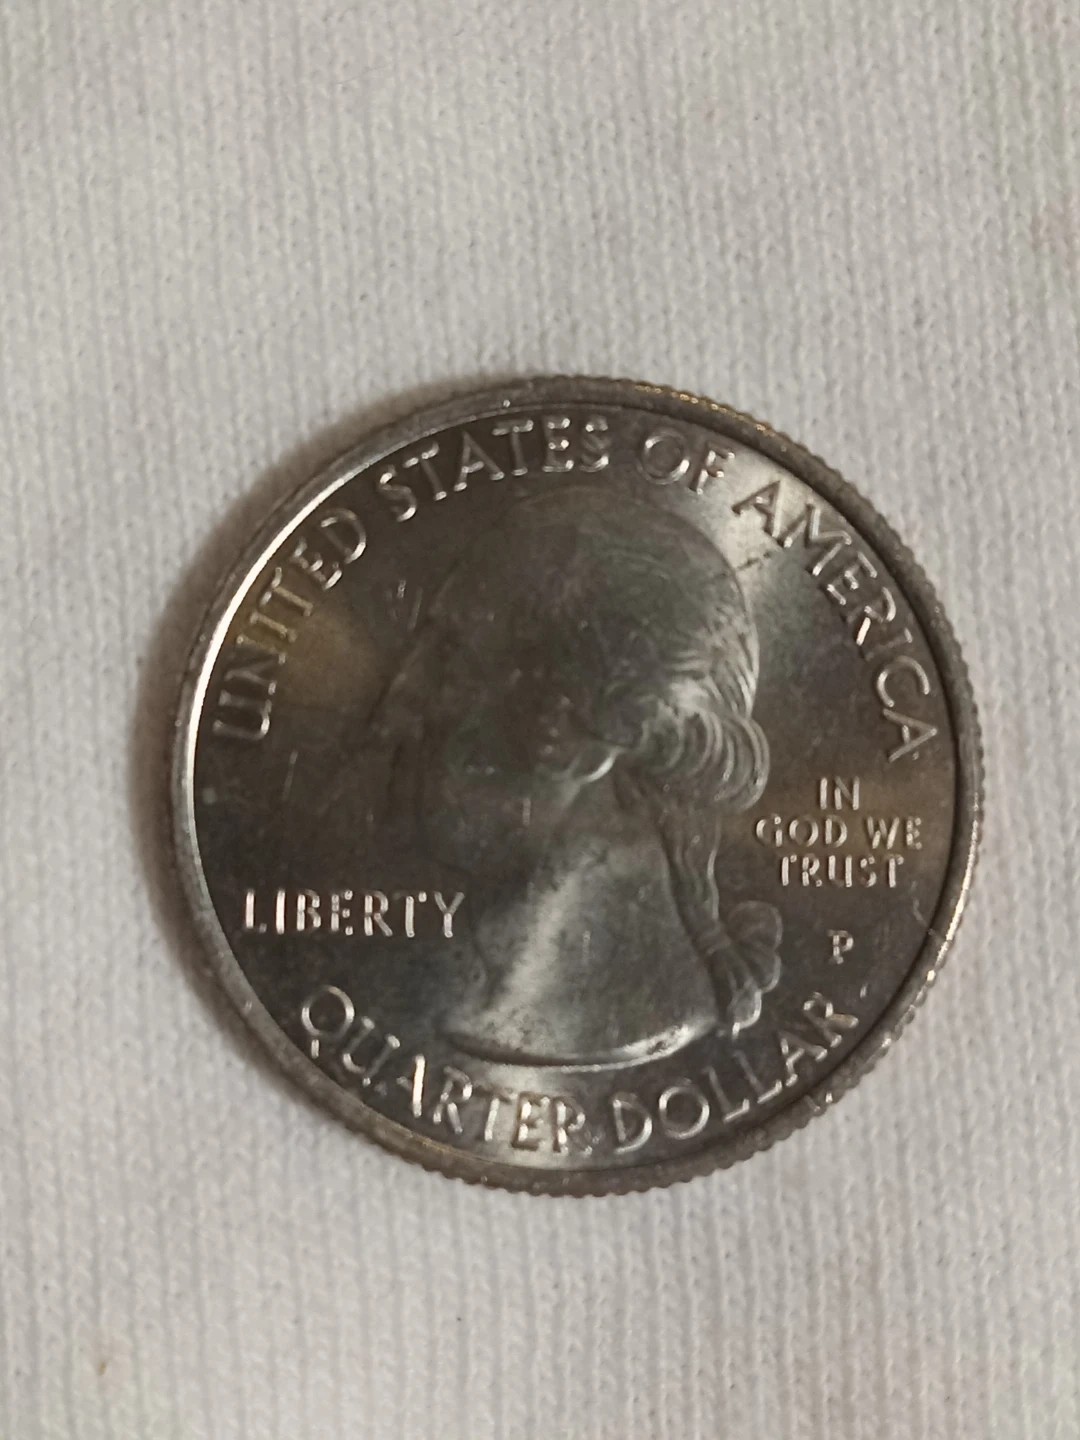 UNITED STATES OF AMERICA
IN
GOD WE
TRUST
LIBERTY
P
QUARTER DOLLAR